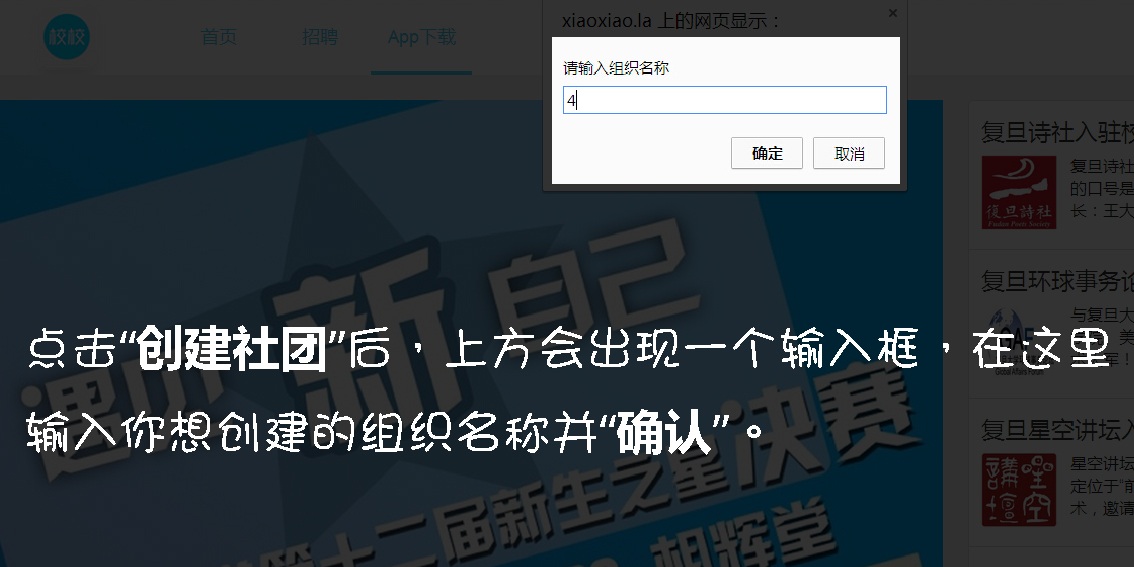 校校
首页
招聘
App下载
xiaoxiao.la 上的网页显示：
×
请输入组织名称
4
确定
取消
复旦诗社入驻校
復旦詩社
复旦诗社
的口号是
长：王大
复旦环球事务论
与复旦大
复旦星空讲坛入
講星壇空
星空讲坛
定位于“前
术，邀请
点击“创建社团”后，上方会出现一个输入框，在这里
输入你想创建的组织名称并“确认”。
遇见 新 自己
第十二届新生之星决赛
相辉堂